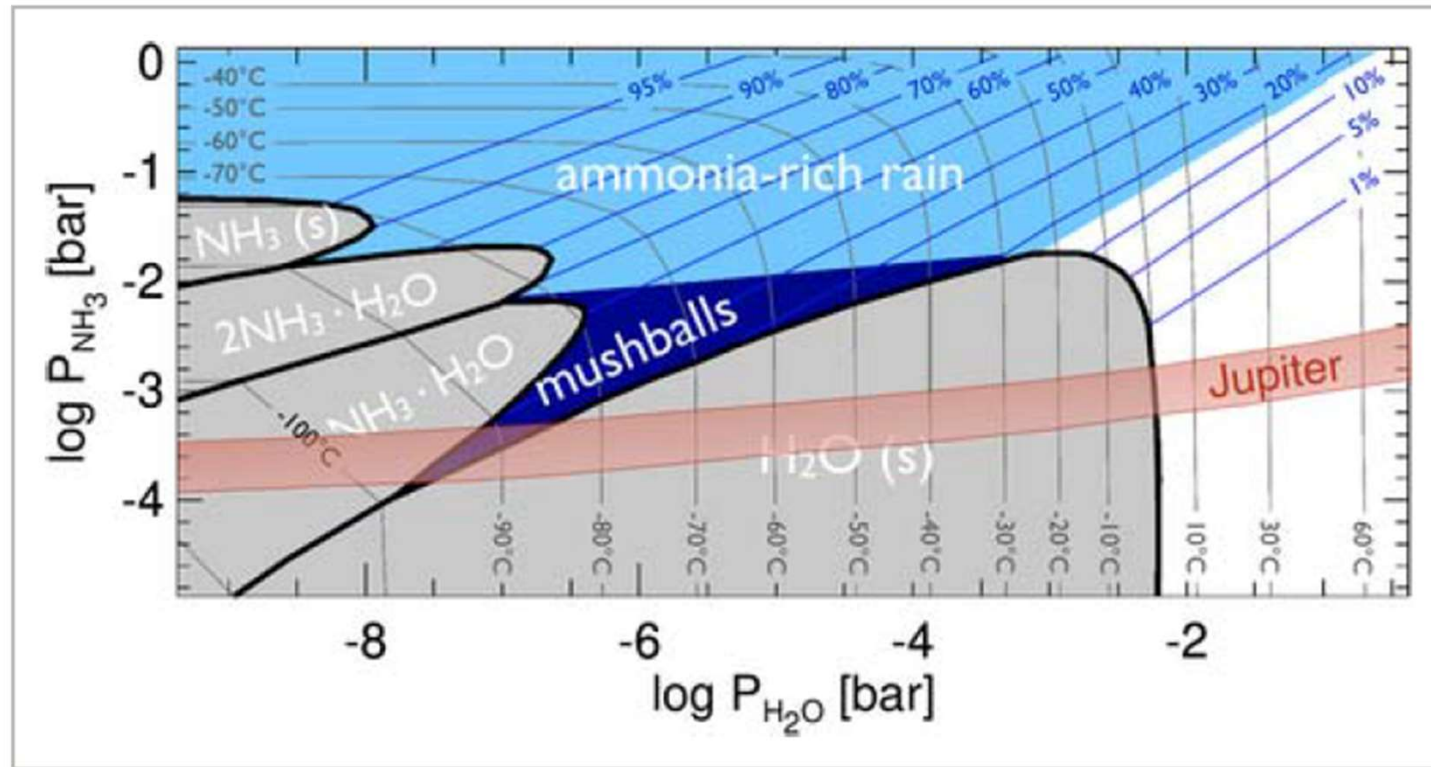 0
-1
-2
-3
-4
log P_NH₃ [bar]
-40°C
-50°C
-60°C
-70°C
95% 90% 80% 70% 60% 50% 40% 30% 20% 10%
5%
1%
ammonia-rich rain
NH₃ (s)
2NH₃ · H₂O
NH₃ · H₂O
mushballs
Jupiter
H₂O (s)
-100°C
-90°C -80°C -70°C -60°C -50°C -40°C -30°C -20°C -10°C 10°C 30°C 60°C
-8 -6 -4 -2
log P_H₂O [bar]